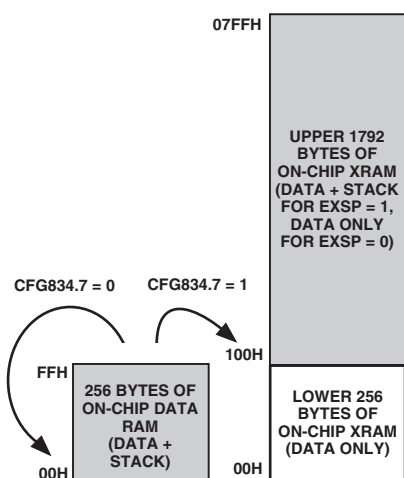 07FFH
UPPER 1792
BYTES OF
ON-CHIP XRAM
(DATA + STACK
FOR EXSP = 1,
DATA ONLY
FOR EXSP = 0)
CFG834.7 = 0
CFG834.7 = 1
100H
FFH
256 BYTES OF
ON-CHIP DATA
RAM
(DATA +
STACK)
00H
LOWER 256
BYTES OF
ON-CHIP XRAM
(DATA ONLY)
00H